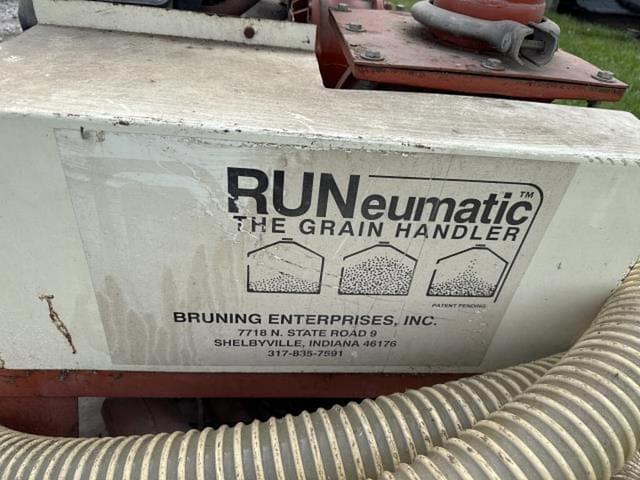 RUNeumatic™
THE GRAIN HANDLER
PATENT PENDING
BRUNING ENTERPRISES, INC.
7718 N. STATE ROAD 9
SHELBYVILLE, INDIANA 46176
317-835-7591